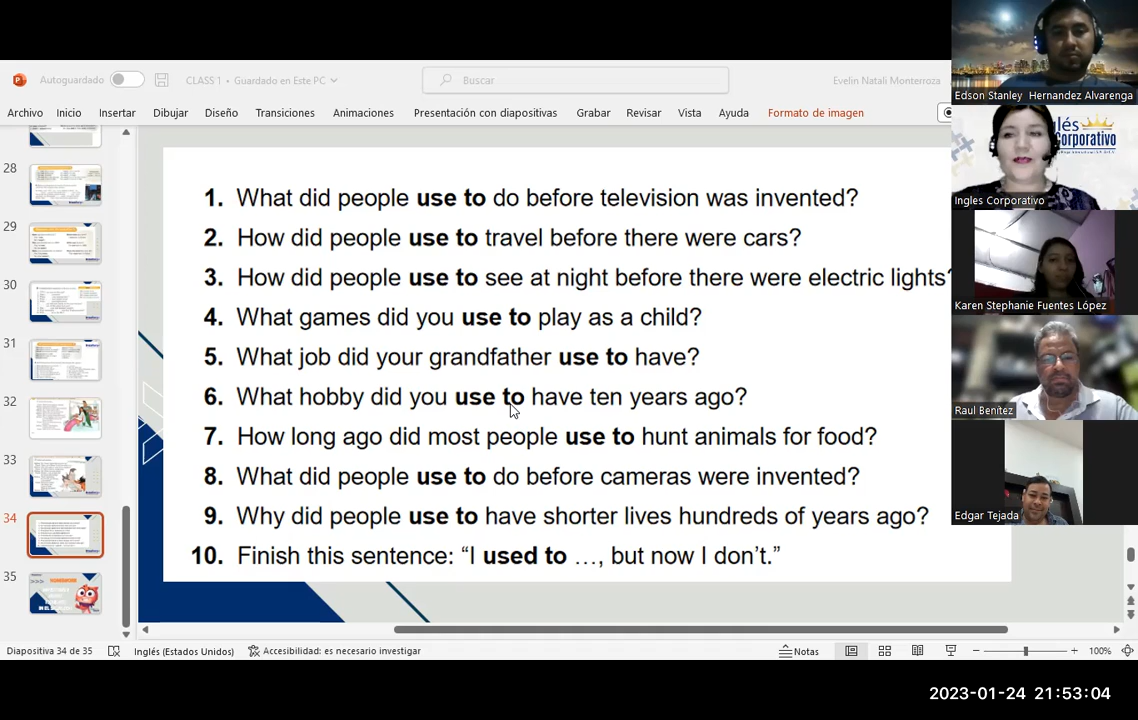 Autoguardado
CLASS 1 • Guardado en Este PC
Buscar
Evelin Natali Monterroza
Archivo Inicio Insertar Dibujar Diseño Transiciones Animaciones Presentación con diapositivas Grabar Revisar Vista Ayuda Formato de imagen
28
29
30
31
32
33
34
35
1. What did people use to do before television was invented?
2. How did people use to travel before there were cars?
3. How did people use to see at night before there were electric lights?
4. What games did you use to play as a child?
5. What job did your grandfather use to have?
6. What hobby did you use to have ten years ago?
7. How long ago did most people use to hunt animals for food?
8. What did people use to do before cameras were invented?
9. Why did people use to have shorter lives hundreds of years ago?
10. Finish this sentence: “I used to …, but now I don’t.”
Edson Stanley Hernandez Alvarenga
Corporativo
Ingles Corporativo
Karen Stephanie Fuentes López
Raul Benitez
Edgar Tejada
Diapositiva 34 de 35
Inglés (Estados Unidos)
Accesibilidad: es necesario investigar
Notas
100%
2023-01-24 21:53:04